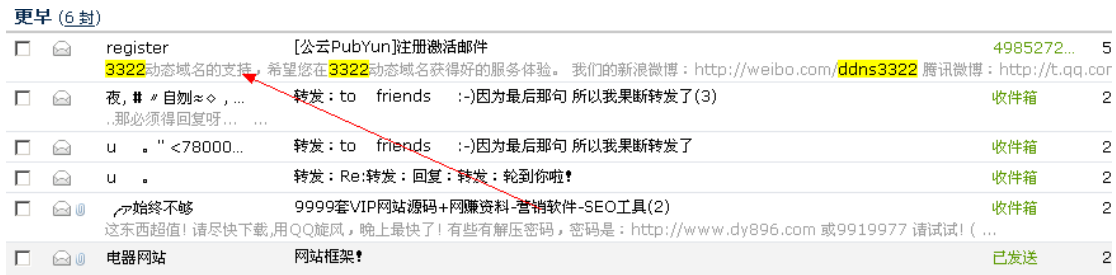 更早 (6 封)
register [公云PubYun]注册激活邮件 4985272... 5
3322动态域名的支持，希望您在3322动态域名获得好的服务体验。 我们的新浪微博：http://weibo.com/ddns3322 腾讯微博：http://t.qq.com
夜, # 〃自刎≈◇ , ... 转发：to friends :-)因为最后那句 所以我果断转发了(3) 收件箱 2
..那必须得回复呀... ...
u 。" <78000... 转发：to friends :-)因为最后那句 所以我果断转发了 收件箱 2
u 。 转发：Re:转发：回复：转发：轮到你啦! 收件箱 2
始终不够 9999套VIP网站源码+网赚资料-营销软件-SEO工具(2) 收件箱 2
这东西超值! 请尽快下载,用QQ旋风，晚上最快了! 有些有解压密码，密码是：http://www.dy896.com 或9919977 请试试! ( ...
电器网站 网站框架! 已发送 2